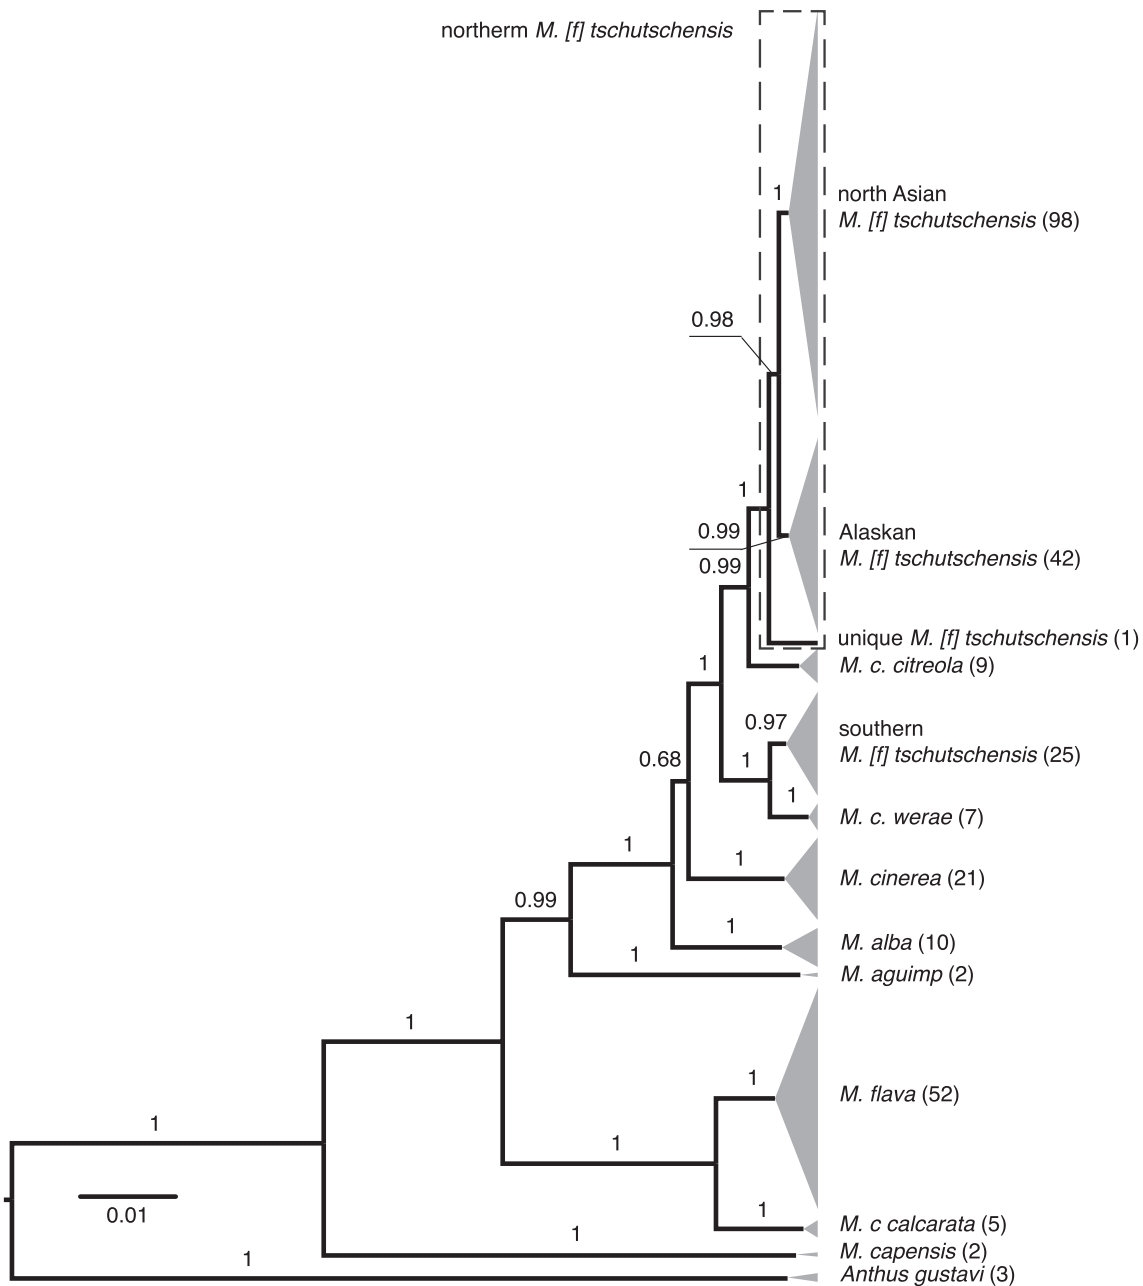 northerm M. [f] tschutschensis
1
north Asian
M. [f] tschutschensis (98)
0.98
1
0.99
Alaskan
M. [f] tschutschensis (42)
0.99
unique M. [f] tschutschensis (1)
1
M. c. citreola (9)
0.97
southern
M. [f] tschutschensis (25)
0.68
1
1
M. c. werae (7)
1
1
M. cinerea (21)
0.99
1
M. alba (10)
1
M. aguimp (2)
1
1
M. flava (52)
1
1
0.01
1
M. c calcarata (5)
1
M. capensis (2)
1
Anthus gustavi (3)